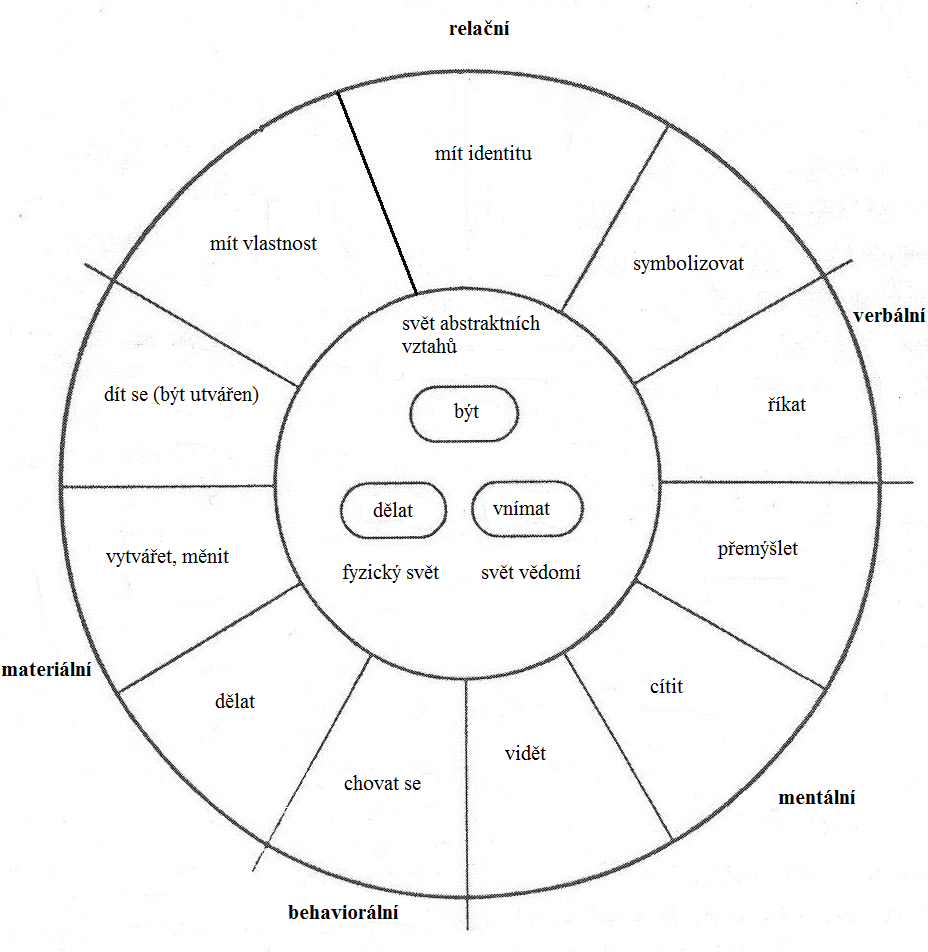 relační
mít identitu
mít vlastnost
symbolizovat
svět abstraktních
vztahů
verbální
dít se (být utvářen)
být
říkat
dělat
vnímat
vytvářet, měnit
fyzický svět
svět vědomí
přemýšlet
materiální
dělat
cítit
chovat se
vidět
mentální
behaviorální